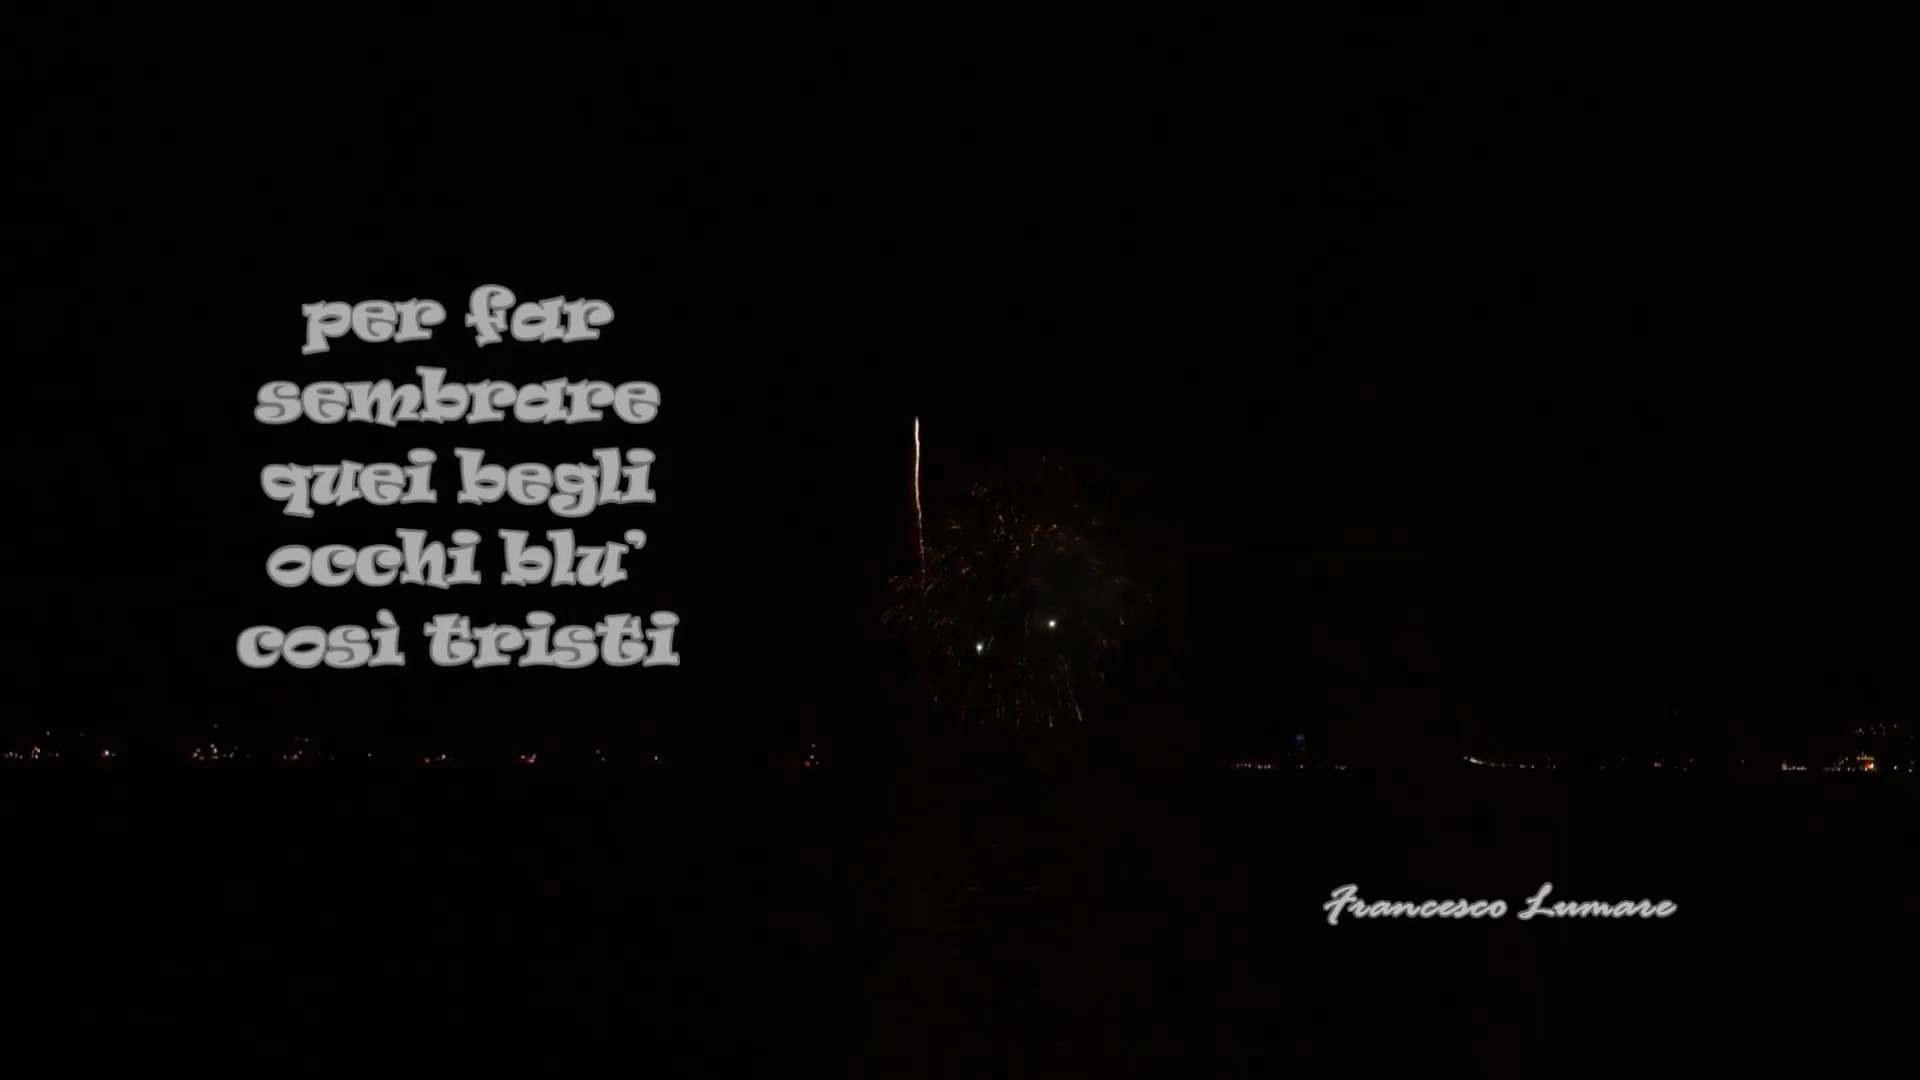 per far
sembrare
quei begli
occhi blu'
così tristi
Francesco Lumare